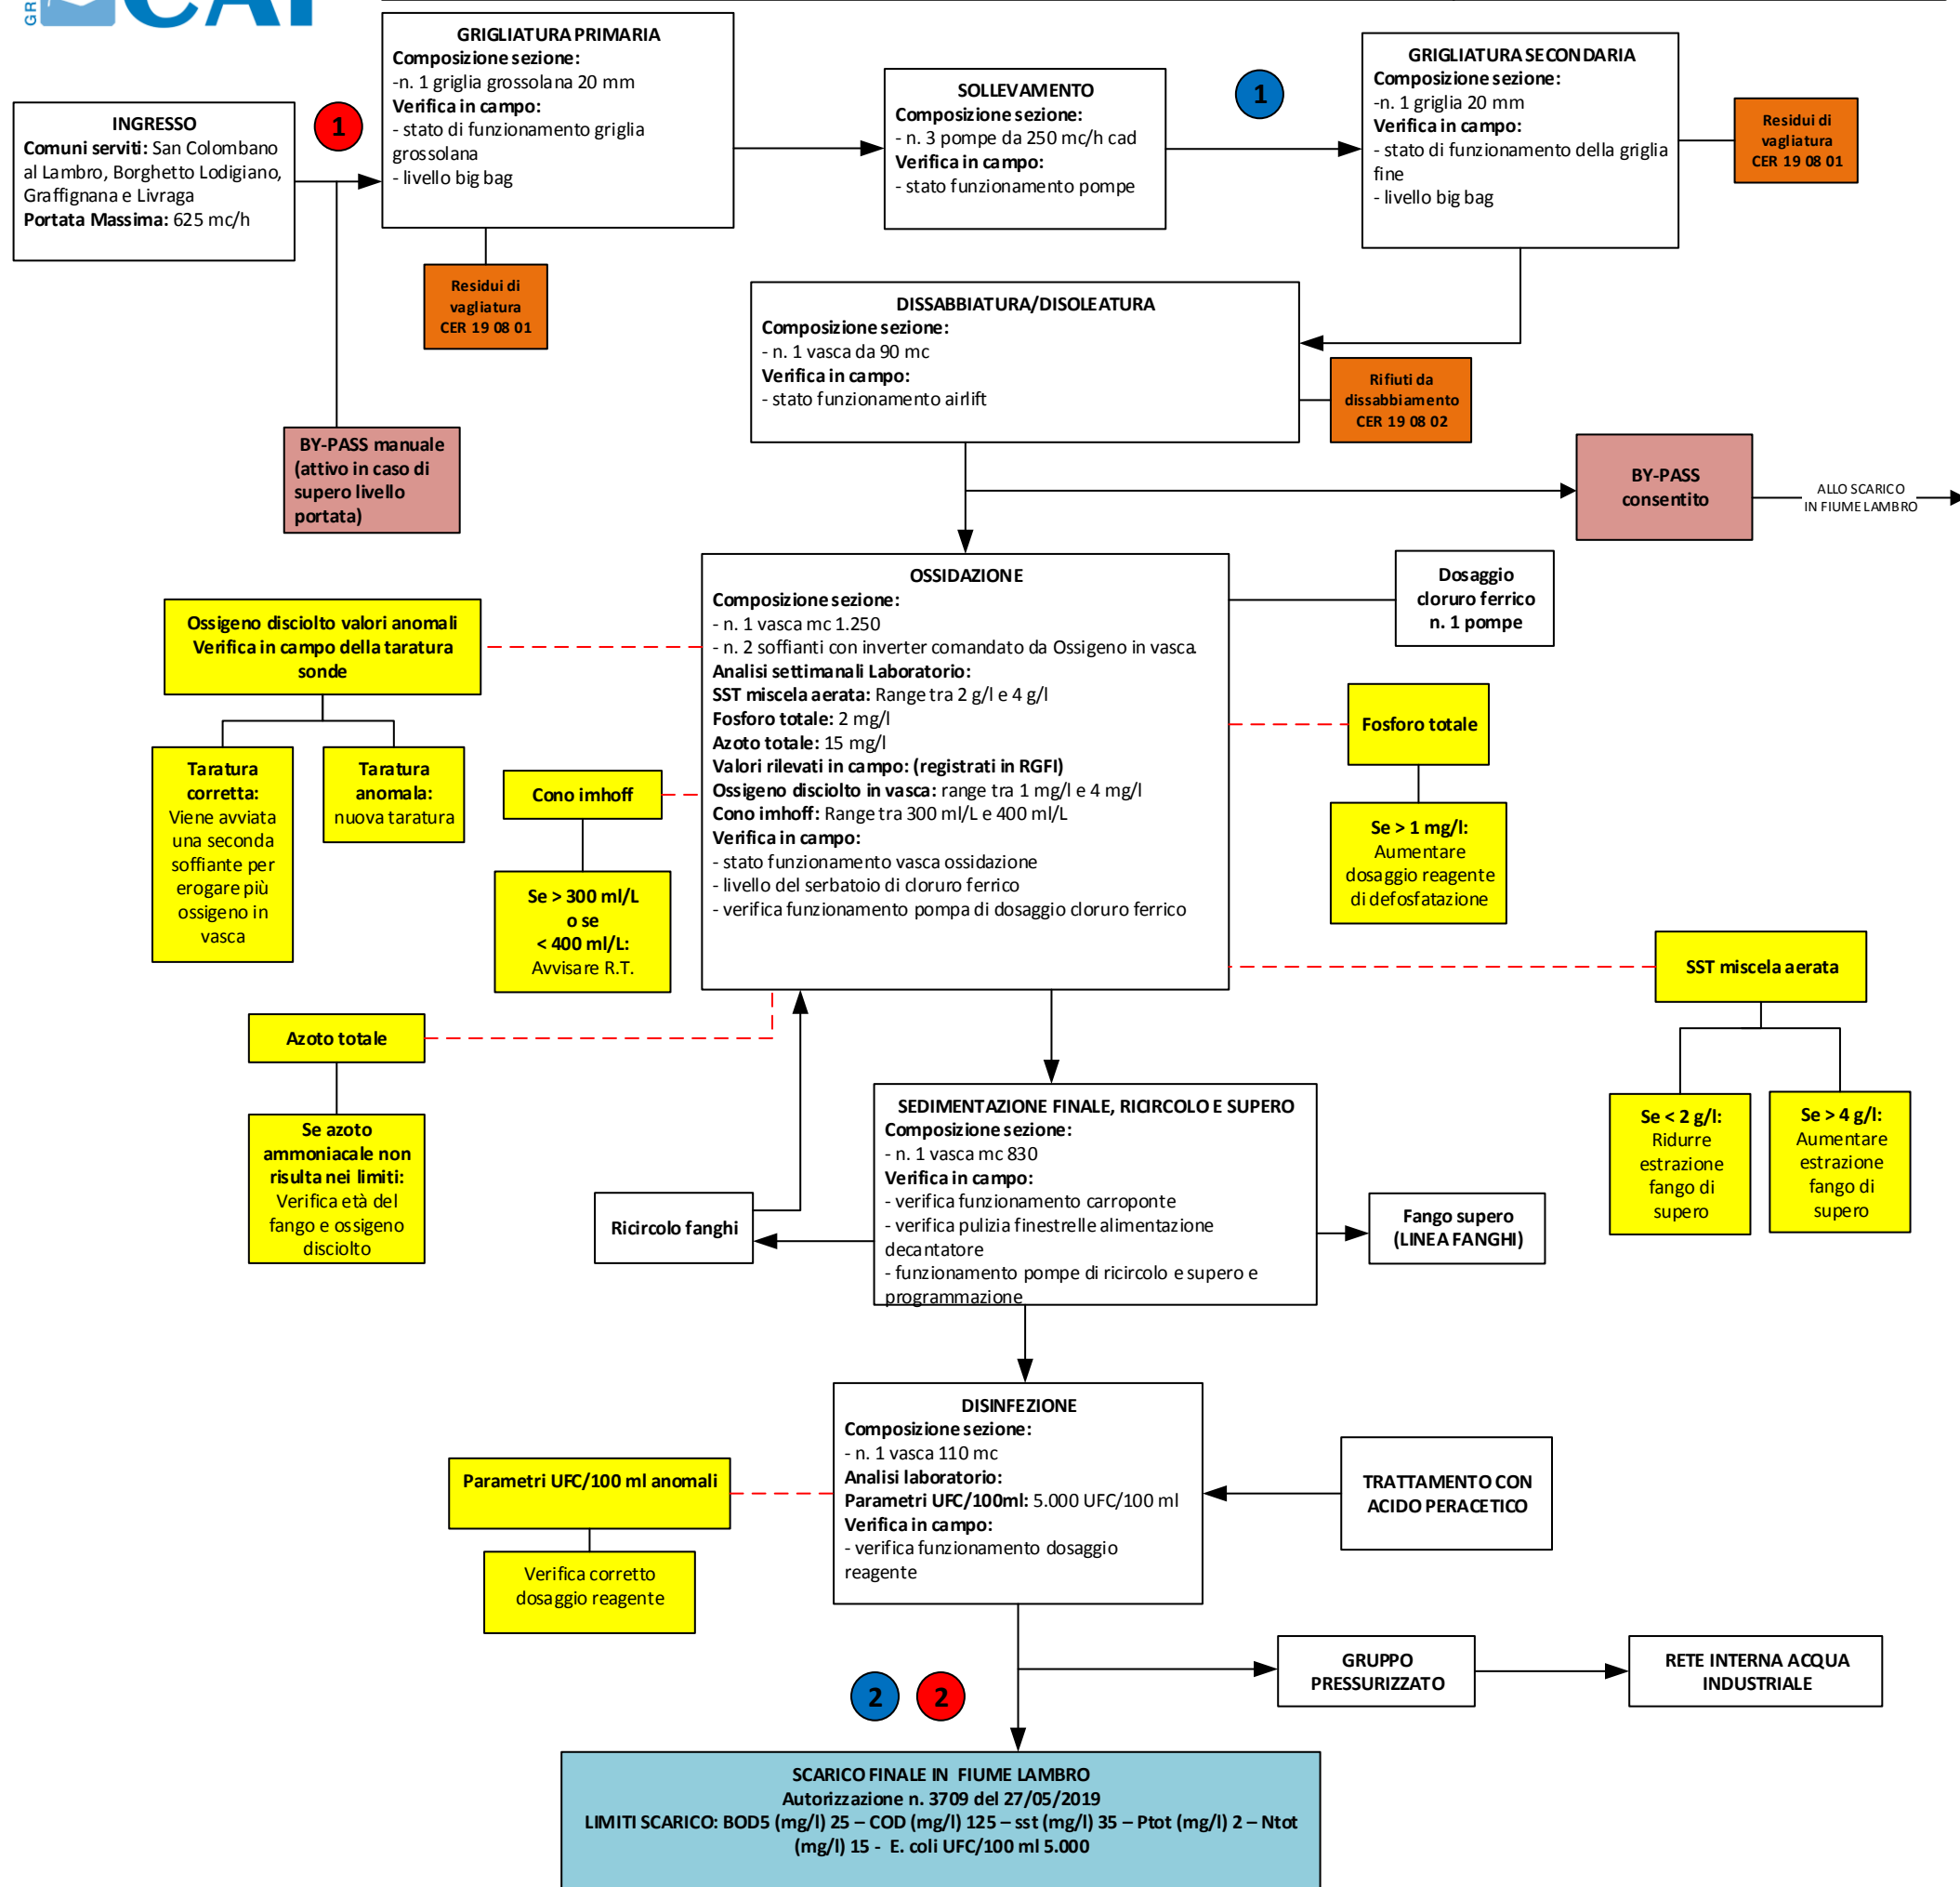 CAP
GRIGLIATURA PRIMARIA
Composizione sezione:
-n. 1 griglia grossolana 20 mm
Verifica in campo:
- stato di funzionamento griglia
grossolana
- livello big bag
GRIGLIATURA SECONDARIA
Composizione sezione:
-n. 1 griglia 20 mm
Verifica in campo:
- stato di funzionamento della griglia
fine
- livello big bag
SOLLEVAMENTO
Composizione sezione:
- n. 3 pompe da 250 mc/h cad
Verifica in campo:
- stato funzionamento pompe
1
1
INGRESSO
Comuni serviti: San Colombano
al Lambro, Borghetto Lodigiano,
Graffignana e Livraga
Portata Massima: 625 mc/h
Residui di
vagliatura
CER 19 08 01
Residui di
vagliatura
CER 19 08 01
DISSABBIATURA/DISOLEATURA
Composizione sezione:
- n. 1 vasca da 90 mc
Verifica in campo:
- stato funzionamento airlift
Rifiuti da
dissabbiamento
CER 19 08 02
BY-PASS manuale
(attivo in caso di
supero livello
portata)
BY-PASS
consentito
ALLO SCARICO
IN FIUME LAMBRO
OSSIDAZIONE
Composizione sezione:
- n. 1 vasca mc 1.250
- n. 2 soffianti con inverter comandato da Ossigeno in vasca.
Analisi settimanali Laboratorio:
SST miscela aerata: Range tra 2 g/l e 4 g/l
Fosforo totale: 2 mg/l
Azoto totale: 15 mg/l
Valori rilevati in campo: (registrati in RGFI)
Ossigeno disciolto in vasca: range tra 1 mg/l e 4 mg/l
Cono imhoff: Range tra 300 ml/L e 400 ml/L
Verifica in campo:
- stato funzionamento vasca ossidazione
- livello del serbatoio di cloruro ferrico
- verifica funzionamento pompa di dosaggio cloruro ferrico
Dosaggio
cloruro ferrico
n. 1 pompe
Ossigeno disciolto valori anomali
Verifica in campo della taratura
sonde
Taratura
corretta:
Viene avviata
una seconda
soffiante per
erogare più
ossigeno in
vasca
Taratura
anomala:
nuova taratura
Cono imhoff
Se > 300 ml/L
o se
< 400 ml/L:
Avvisare R.T.
Fosforo totale
Se > 1 mg/l:
Aumentare
dosaggio reagente
di defosfatazione
SST miscela aerata
Se < 2 g/l:
Ridurre
estrazione
fango di
supero
Se > 4 g/l:
Aumentare
estrazione
fango di
supero
Azoto totale
Se azoto
ammoniacale non
risulta nei limiti:
Verifica età del
fango e ossigeno
disciolto
SEDIMENTAZIONE FINALE, RICIRCOLO E SUPERO
Composizione sezione:
- n. 1 vasca mc 830
Verifica in campo:
- verifica funzionamento carroponte
- verifica pulizia finestrelle alimentazione
decantatore
- funzionamento pompe di ricircolo e supero e
programmazione
Ricircolo fanghi
Fango supero
(LINEA FANGHI)
DISINFEZIONE
Composizione sezione:
- n. 1 vasca 110 mc
Analisi laboratorio:
Parametri UFC/100ml: 5.000 UFC/100 ml
Verifica in campo:
- verifica funzionamento dosaggio
reagente
Parametri UFC/100 ml anomali
Verifica corretto
dosaggio reagente
TRATTAMENTO CON
ACIDO PERACETICO
GRUPPO
PRESSURIZZATO
RETE INTERNA ACQUA
INDUSTRIALE
2
2
SCARICO FINALE IN FIUME LAMBRO
Autorizzazione n. 3709 del 27/05/2019
LIMITI SCARICO: BOD5 (mg/l) 25 – COD (mg/l) 125 – sst (mg/l) 35 – Ptot (mg/l) 2 – Ntot
(mg/l) 15 - E. coli UFC/100 ml 5.000